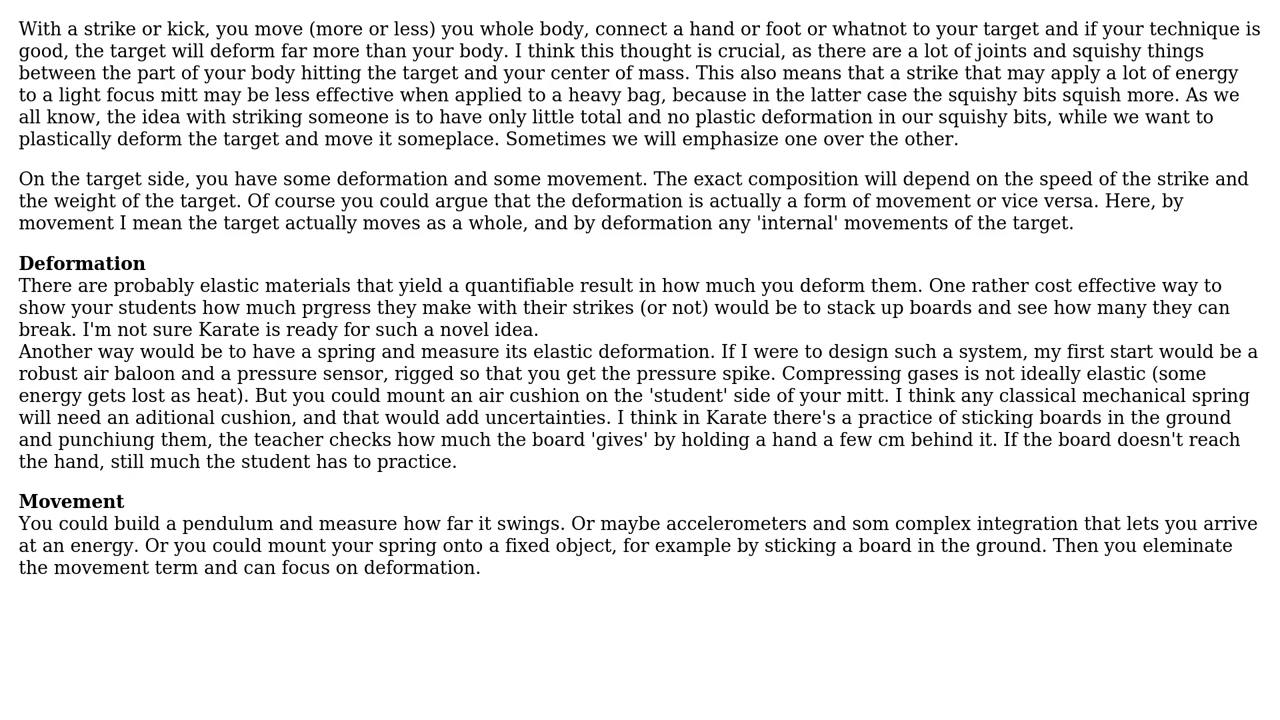 With a strike or kick, you move (more or less) you whole body, connect a hand or foot or whatnot to your target and if your technique is
good, the target will deform far more than your body. I think this thought is crucial, as there are a lot of joints and squishy things
between the part of your body hitting the target and your center of mass. This also means that a strike that may apply a lot of energy
to a light focus mitt may be less effective when applied to a heavy bag, because in the latter case the squishy bits squish more. As we
all know, the idea with striking someone is to have only little total and no plastic deformation in our squishy bits, while we want to
plastically deform the target and move it someplace. Sometimes we will emphasize one over the other.
On the target side, you have some deformation and some movement. The exact composition will depend on the speed of the strike and
the weight of the target. Of course you could argue that the deformation is actually a form of movement or vice versa. Here, by
movement I mean the target actually moves as a whole, and by deformation any 'internal' movements of the target.
Deformation
There are probably elastic materials that yield a quantifiable result in how much you deform them. One rather cost effective way to
show your students how much prgress they make with their strikes (or not) would be to stack up boards and see how many they can
break. I'm not sure Karate is ready for such a novel idea.
Another way would be to have a spring and measure its elastic deformation. If I were to design such a system, my first start would be a
robust air baloon and a pressure sensor, rigged so that you get the pressure spike. Compressing gases is not ideally elastic (some
energy gets lost as heat). But you could mount an air cushion on the 'student' side of your mitt. I think any classical mechanical spring
will need an aditional cushion, and that would add uncertainties. I think in Karate there's a practice of sticking boards in the ground
and punchiung them, the teacher checks how much the board 'gives' by holding a hand a few cm behind it. If the board doesn't reach
the hand, still much the student has to practice.
Movement
You could build a pendulum and measure how far it swings. Or maybe accelerometers and som complex integration that lets you arrive
at an energy. Or you could mount your spring onto a fixed object, for example by sticking a board in the ground. Then you eleminate
the movement term and can focus on deformation.